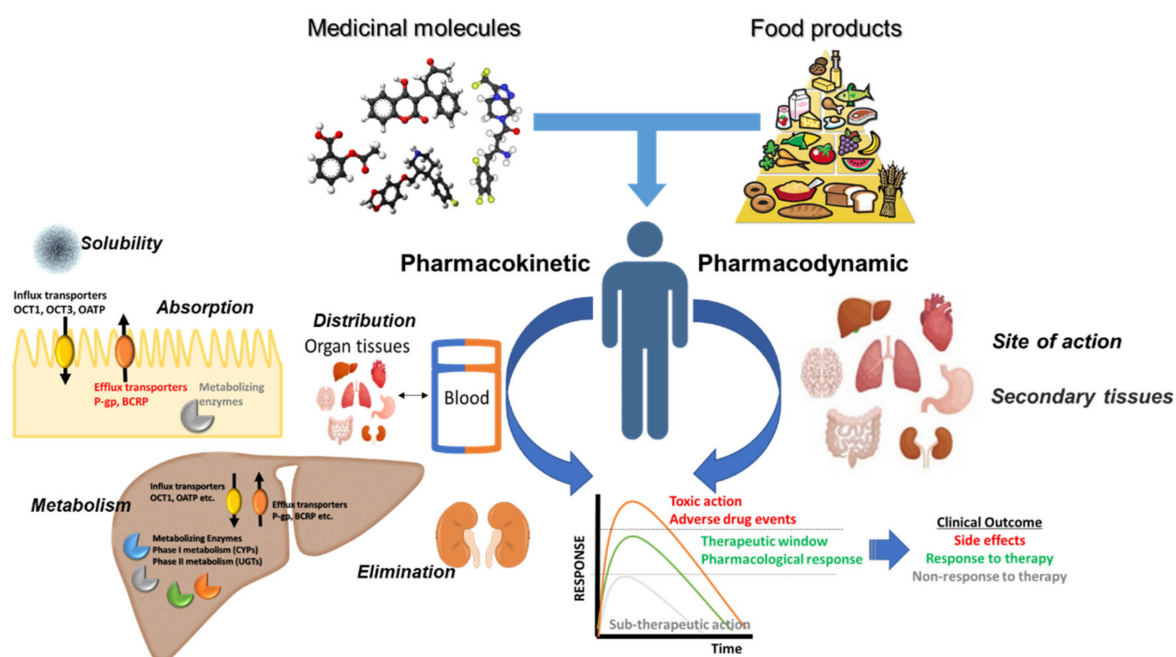 Medicinal molecules
Food products
Solubility
Pharmacokinetic
Pharmacodynamic
Influx transporters
OCT1, OCT3, OATP
Absorption
Efflux transporters
P-gp, BCRP
Metabolizing
enzymes
Distribution
Organ tissues
Blood
Site of action
Secondary tissues
Metabolism
Influx transporters
OCT1, OATP etc.
Efflux transporters
P-gp, BCRP etc.
Metabolizing Enzymes
Phase I metabolism (CYPs)
Phase II metabolism (UGTs)
Elimination
RESPONSE
Toxic action
Adverse drug events
Therapeutic window
Pharmacological response
Sub-therapeutic action
Time
Clinical Outcome
Side effects
Response to therapy
Non-response to therapy